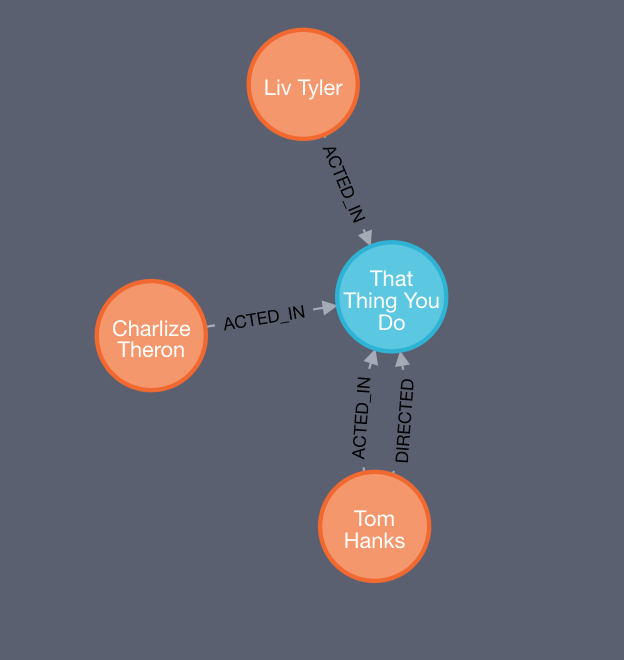 Liv Tyler
ACTED_IN
That
Thing You
Do
ACTED_IN
Charlize
Theron
ACTED_IN
DIRECTED
Tom
Hanks